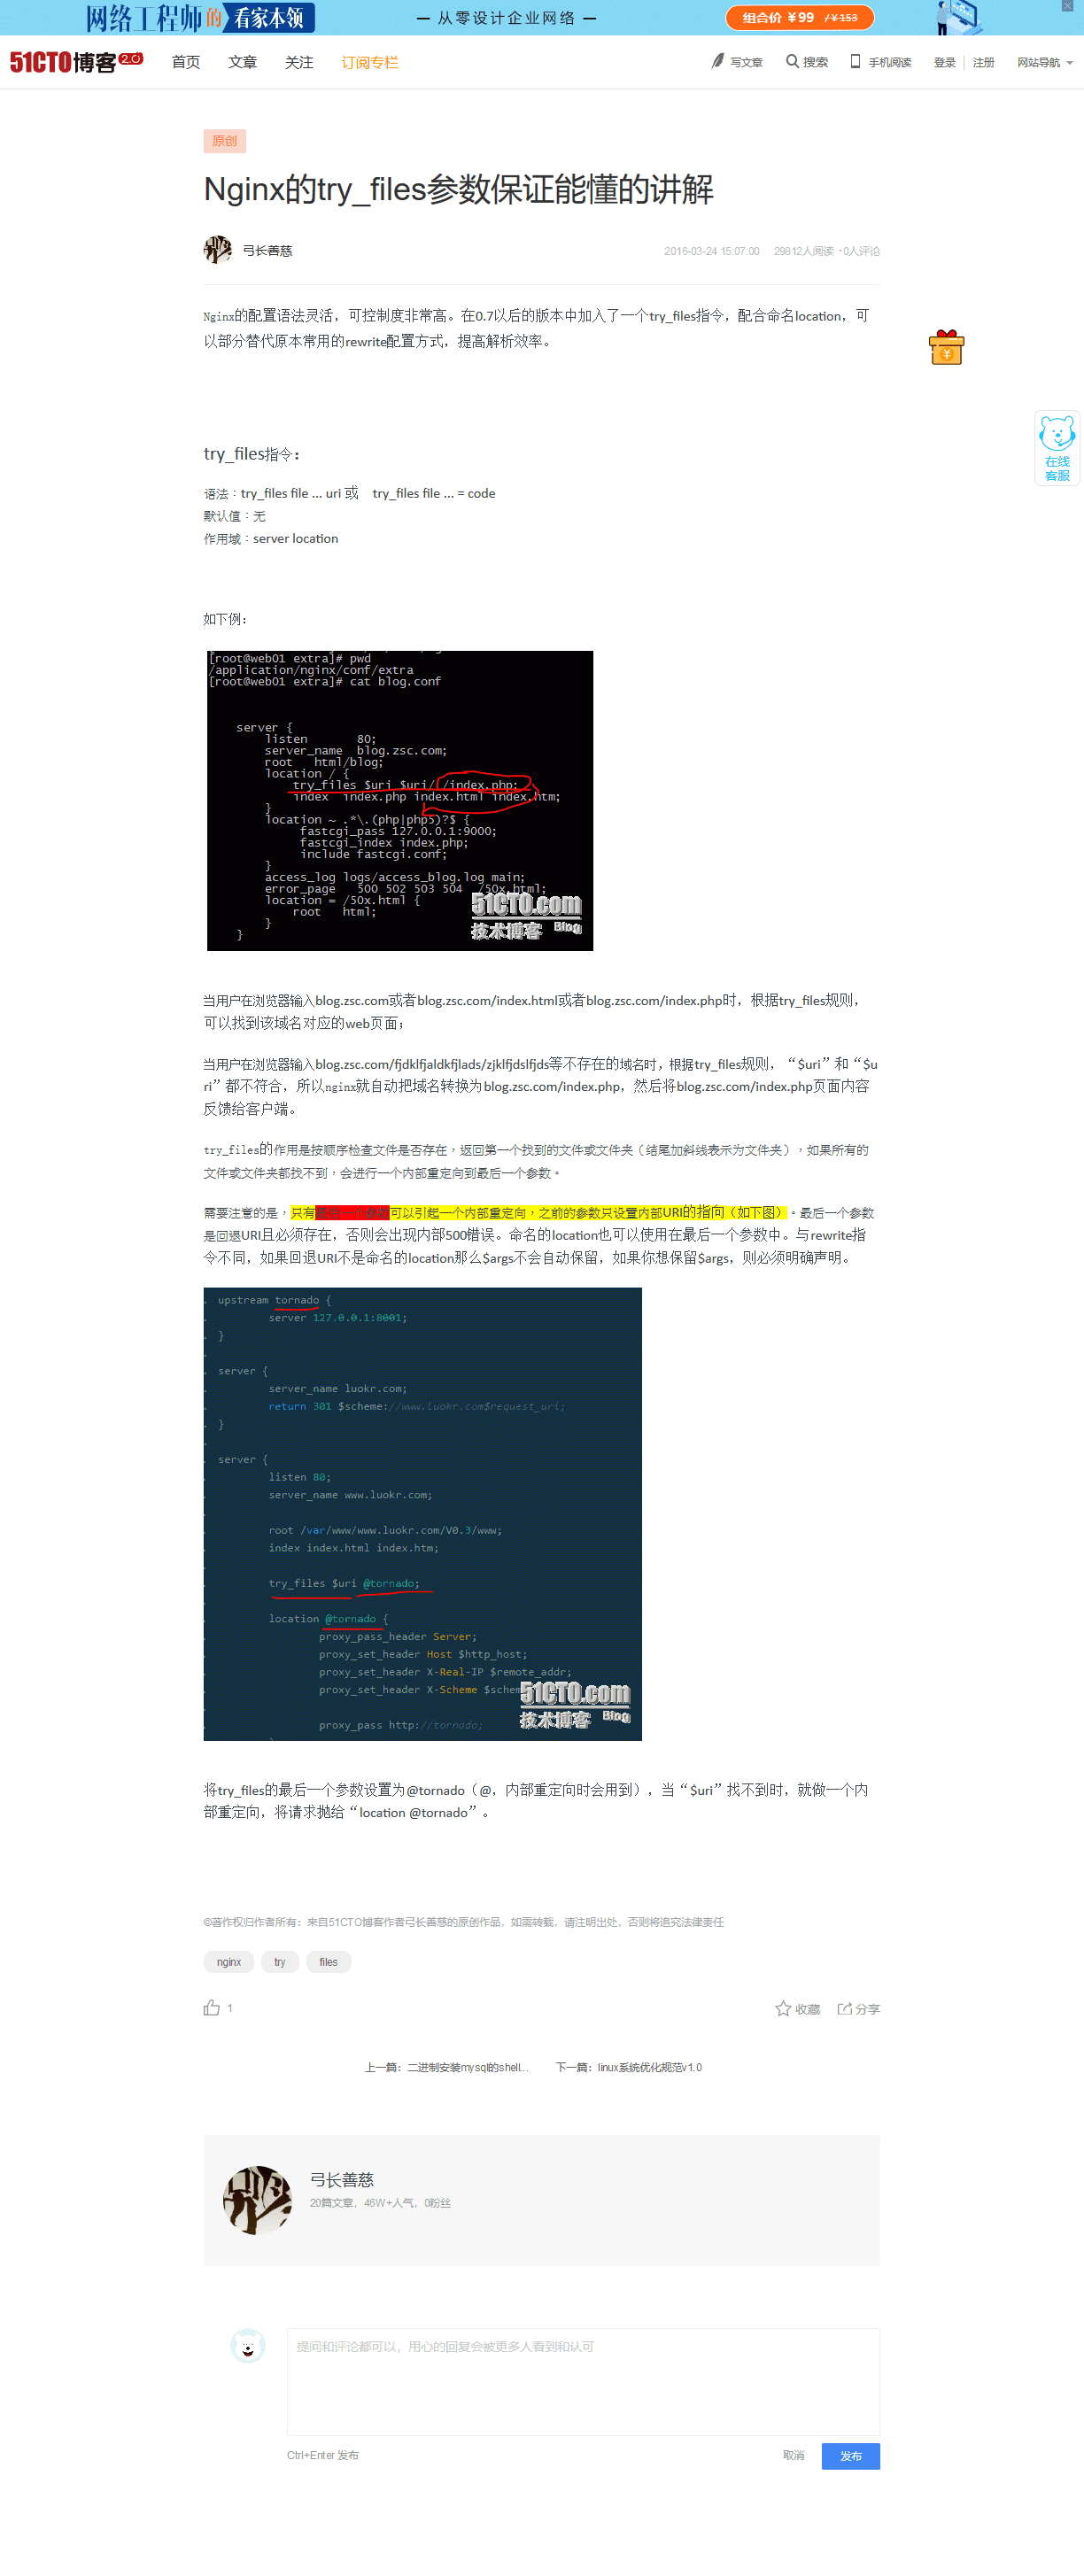 网络工程师的 看家本领
— 从零设计企业网络 —
组合价 ¥99 /¥153
51CTO博客2.0 首页 文章 关注 订阅专栏 写文章 搜索 手机阅读 登录 注册 网站导航
原创
Nginx的try_files参数保证能懂的讲解
弓长善慈 2016-03-24 15:07:00 29812人阅读 ·0人评论
Nginx的配置语法灵活，可控制度非常高。在0.7以后的版本中加入了一个try_files指令，配合命名location，可
以部分替代原本常用的rewrite配置方式，提高解析效率。
在线
客服
try_files指令：
语法：try_files file ... uri 或 try_files file ... = code
默认值：无
作用域：server location
如下例：
[root@web01 extra]# pwd
/application/nginx/conf/extra
[root@web01 extra]# cat blog.conf
server {
listen 80;
server_name blog.zsc.com;
root html/blog;
location / {
try_files $uri $uri/ /index.php;
index index.php index.html index.htm;
}
location ~ .*\.(php|php5)?$ {
fastcgi_pass 127.0.0.1:9000;
fastcgi_index index.php;
include fastcgi.conf;
}
access_log logs/access_blog.log main;
error_page 500 502 503 504 /50x.html;
location = /50x.html {
root html;
}
}
51CTO.com
技术博客 Blog
当用户在浏览器输入blog.zsc.com或者blog.zsc.com/index.html或者blog.zsc.com/index.php时，根据try_files规则，
可以找到该域名对应的web页面；
当用户在浏览器输入blog.zsc.com/fjdklfjaldkfjlads/zjklfjdslfjds等不存在的域名时，根据try_files规则，“$uri”和“$u
ri”都不符合，所以nginx就自动把域名转换为blog.zsc.com/index.php，然后将blog.zsc.com/index.php页面内容
反馈给客户端。
try_files的作用是按顺序检查文件是否存在，返回第一个找到的文件或文件夹（结尾加斜线表示为文件夹），如果所有的
文件或文件夹都找不到，会进行一个内部重定向到最后一个参数。
需要注意的是，只有最后一个参数可以引起一个内部重定向，之前的参数只设置内部URI的指向（如下图）。最后一个参数
是回退URI且必须存在，否则会出现内部500错误。命名的location也可以使用在最后一个参数中。与rewrite指
令不同，如果回退URI不是命名的location那么$args不会自动保留，如果你想保留$args，则必须明确声明。
upstream tornado {
server 127.0.0.1:8001;
}
server {
server_name luokr.com;
return 301 $scheme://www.luokr.com$request_uri;
}
server {
listen 80;
server_name www.luokr.com;
root /var/www/www.luokr.com/V0.3/www;
index index.html index.htm;
try_files $uri @tornado;
location @tornado {
proxy_pass_header Server;
proxy_set_header Host $http_host;
proxy_set_header X-Real-IP $remote_addr;
proxy_set_header X-Scheme $schem
proxy_pass http://tornado;
51CTO.com
技术博客 Blog
将try_files的最后一个参数设置为@tornado（@，内部重定向时会用到），当“$uri”找不到时，就做一个内
部重定向，将请求抛给“location @tornado”。
©著作权归作者所有：来自51CTO博客作者弓长善慈的原创作品，如需转载，请注明出处，否则将追究法律责任
nginx try files
1 收藏 分享
上一篇：二进制安装mysql的shell... 下一篇：linux系统优化规范v1.0
弓长善慈
20篇文章，46W+人气，0粉丝
提问和评论都可以，用心的回复会被更多人看到和认可
Ctrl+Enter 发布 取消 发布